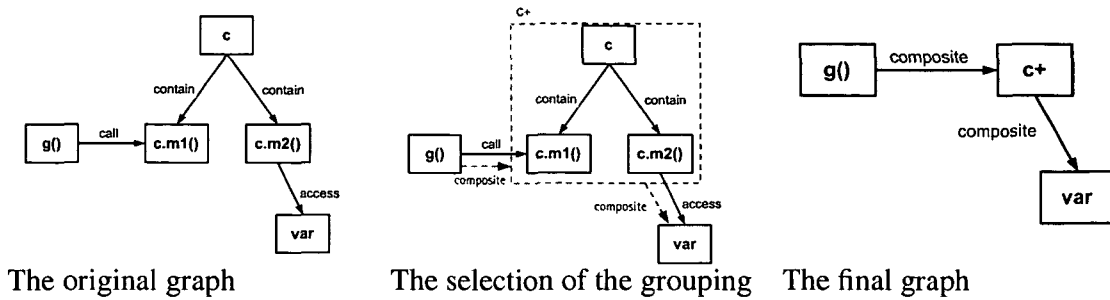 c
contain
contain
g()
call
c.m1()
c.m2()
access
var
The original graph
C+
c
contain
contain
g()
call
c.m1()
c.m2()
composite
composite
access
var
The selection of the grouping
g()
composite
c+
composite
var
The final graph